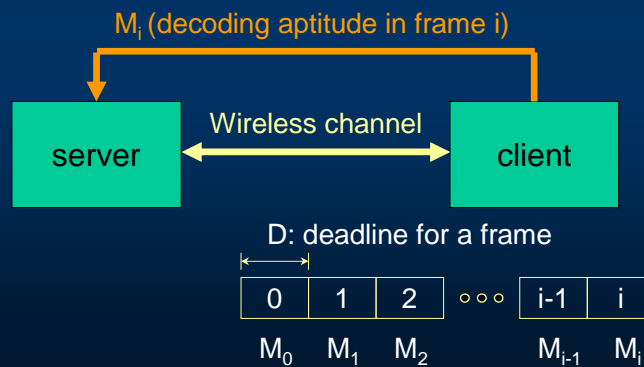 Mᵢ (decoding aptitude in frame i)
Wireless channel
server client
D: deadline for a frame
0 1 2 ○○○ i-1 i
M₀ M₁ M₂ Mᵢ₋₁ Mᵢ